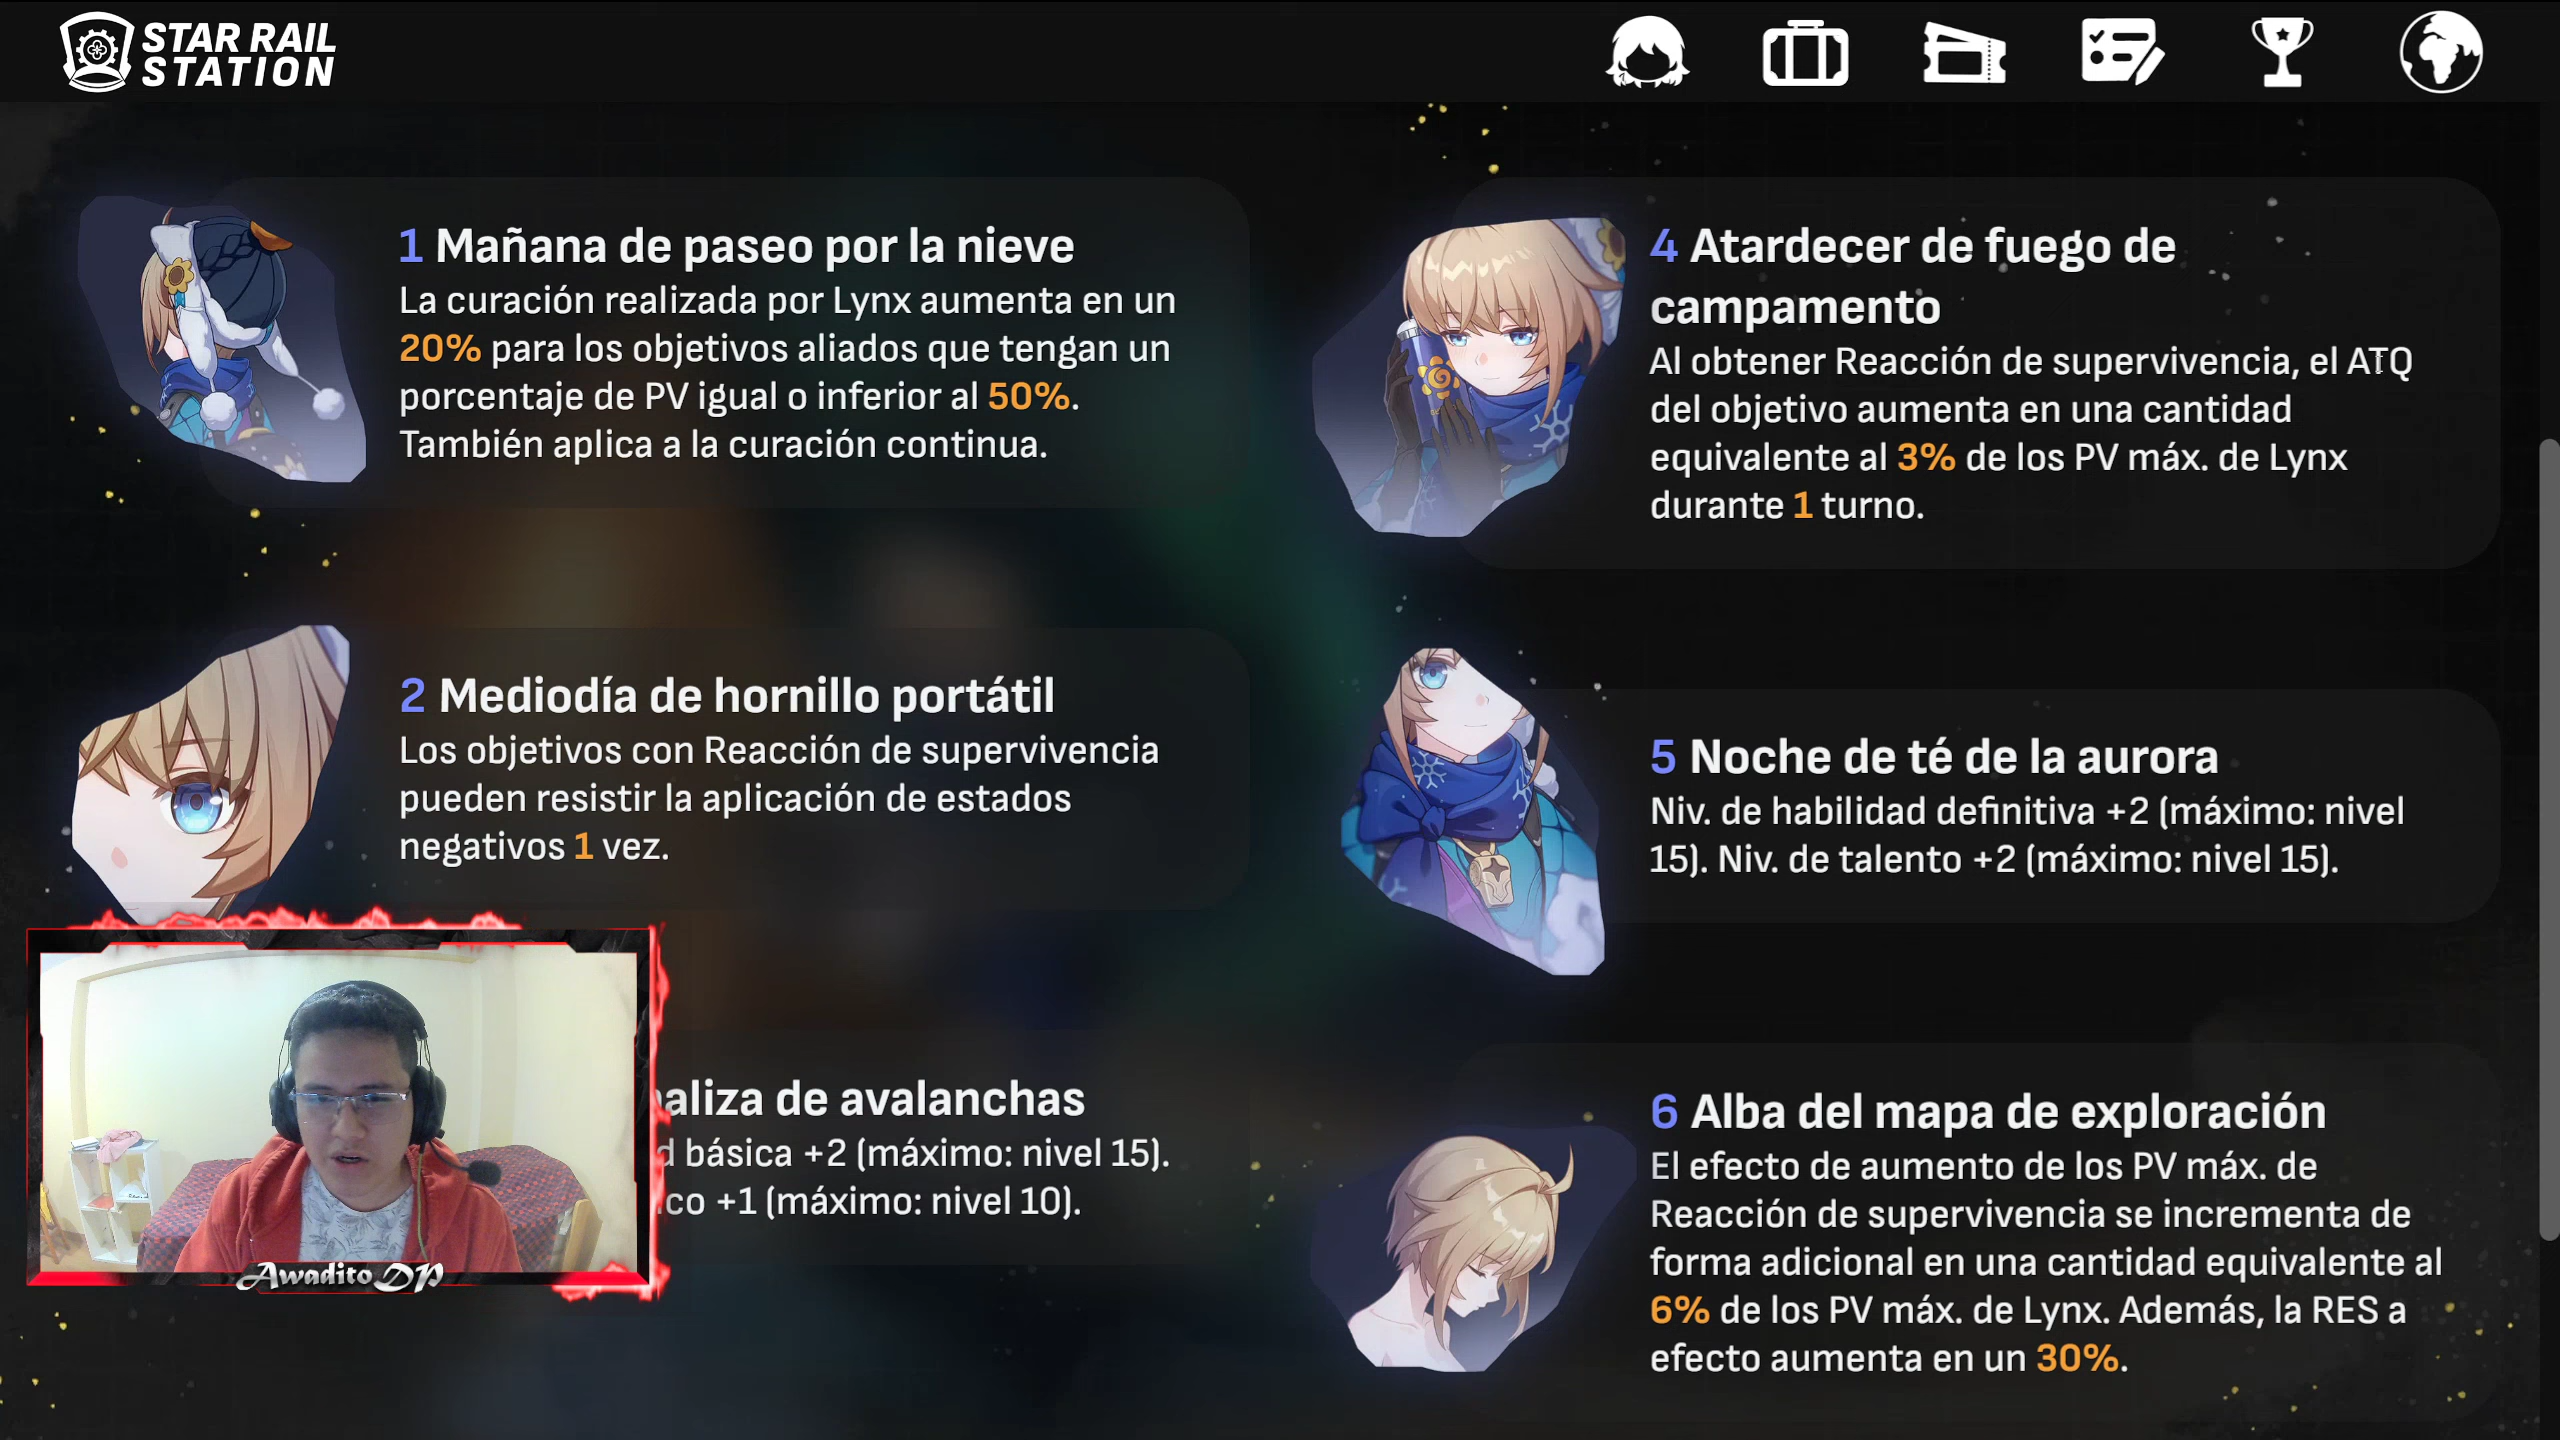 STAR RAIL
STATION
1 Mañana de paseo por la nieve
La curación realizada por Lynx aumenta en un
20% para los objetivos aliados que tengan un
porcentaje de PV igual o inferior al 50%.
También aplica a la curación continua.
2 Mediodía de hornillo portátil
Los objetivos con Reacción de supervivencia
pueden resistir la aplicación de estados
negativos 1 vez.
aliza de avalanchas
d básica +2 (máximo: nivel 15).
ico +1 (máximo: nivel 10).
Awadito DP
4 Atardecer de fuego de
campamento
Al obtener Reacción de supervivencia, el ATQ
del objetivo aumenta en una cantidad
equivalente al 3% de los PV máx. de Lynx
durante 1 turno.
5 Noche de té de la aurora
Niv. de habilidad definitiva +2 (máximo: nivel
15). Niv. de talento +2 (máximo: nivel 15).
6 Alba del mapa de exploración
El efecto de aumento de los PV máx. de
Reacción de supervivencia se incrementa de
forma adicional en una cantidad equivalente al
6% de los PV máx. de Lynx. Además, la RES a
efecto aumenta en un 30%.